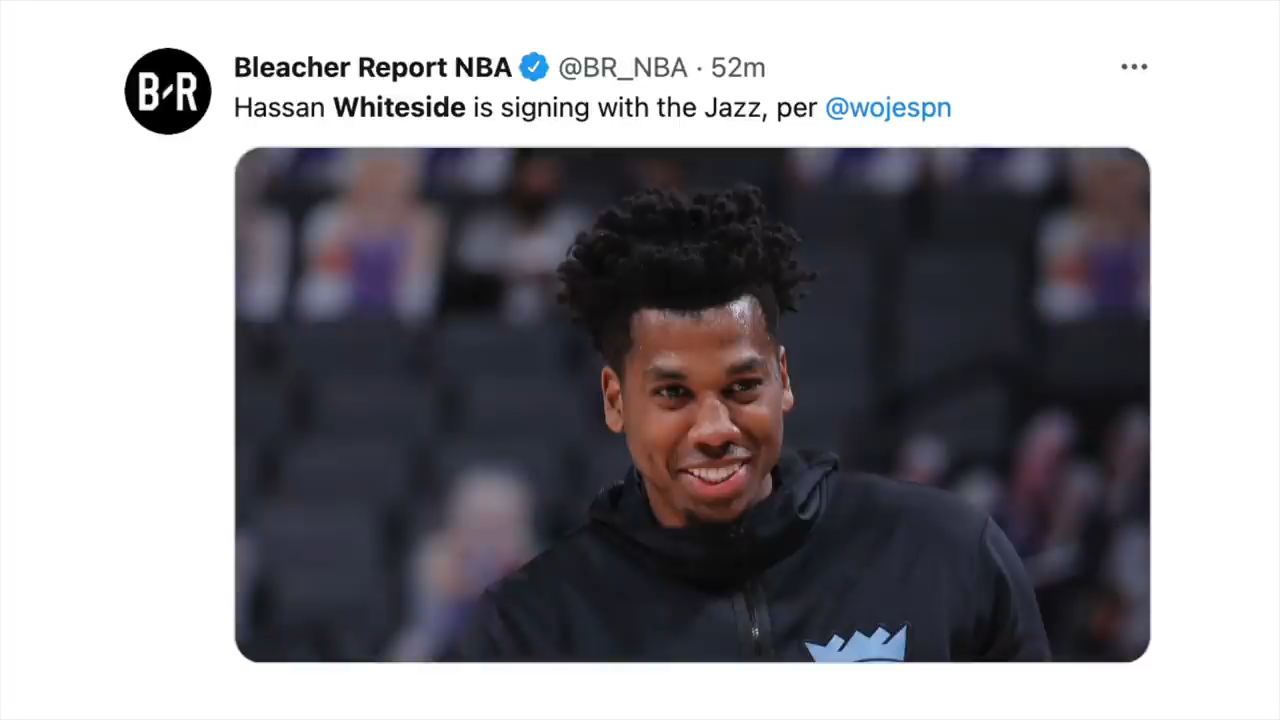 B/R
Bleacher Report NBA @BR_NBA · 52m
Hassan Whiteside is signing with the Jazz, per @wojespn